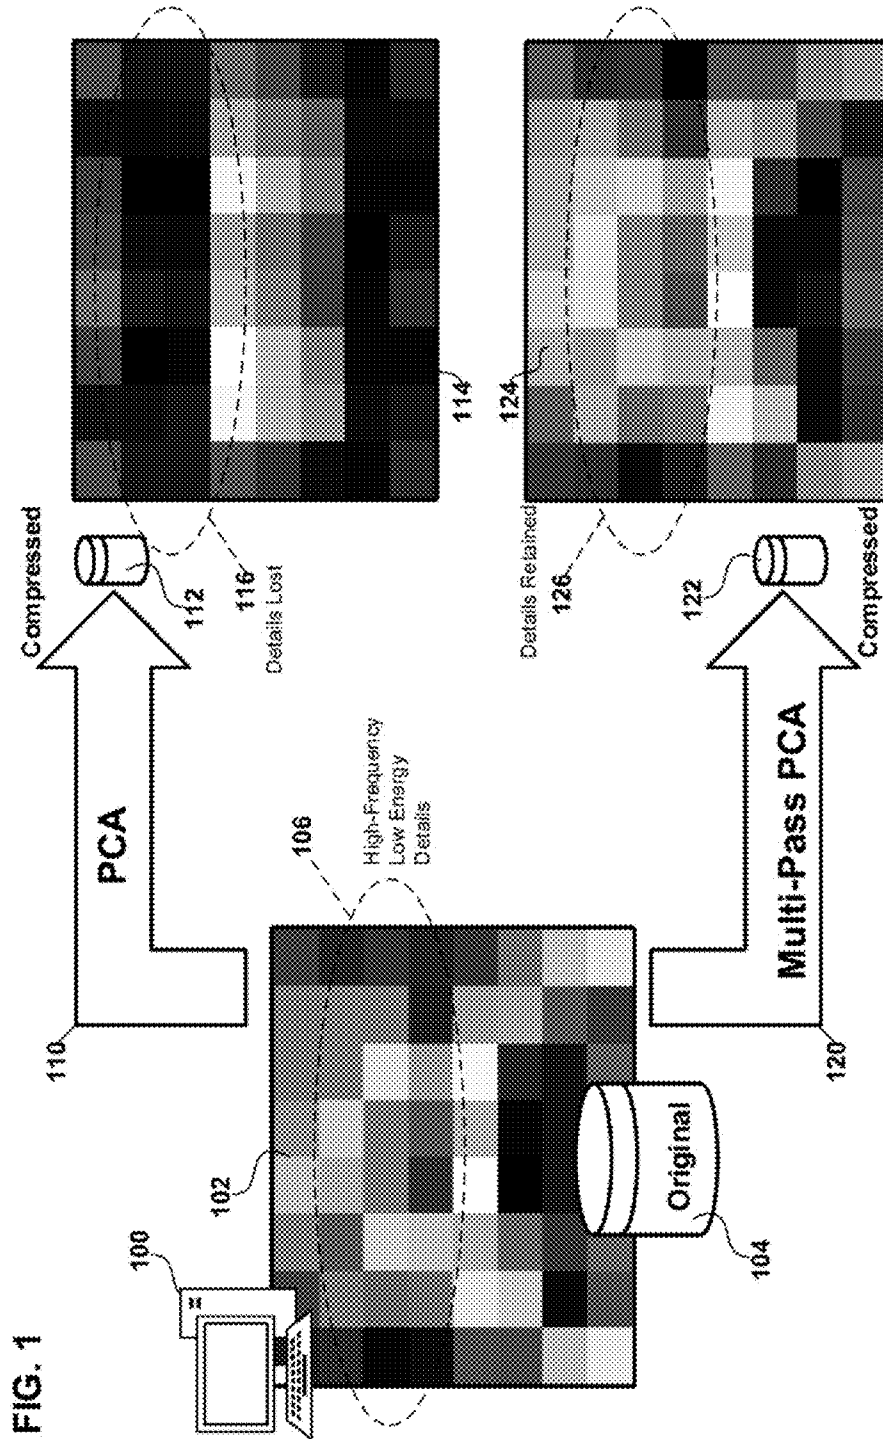 FIG. 1
100
102
104
Original
106
High-Frequency
Low Energy
Details
110
PCA
Compressed
112
114
116
Details Lost
120
Multi-Pass PCA
Compressed
122
124
Details Retained
126